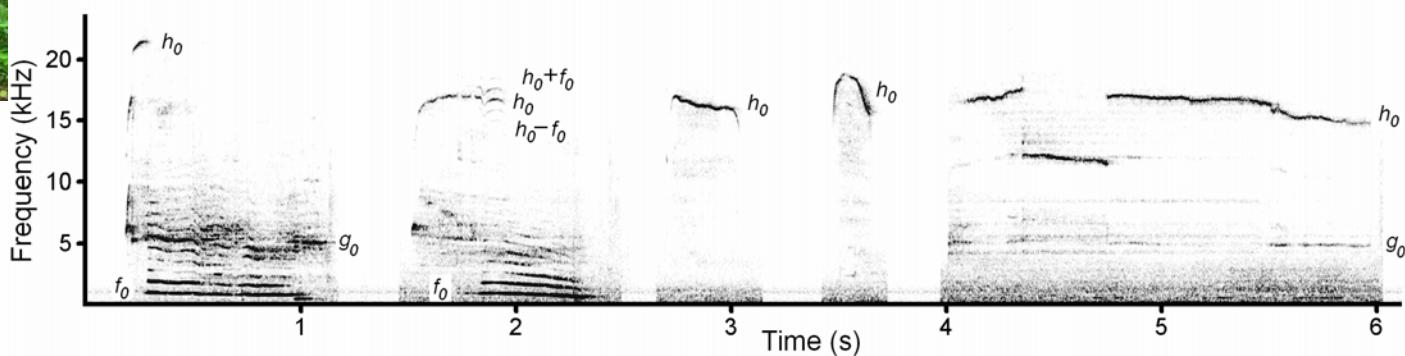 Frequency (kHz)
20
15
10
5
h₀
g₀
f₀
h₀+f₀
h₀
h₀–f₀
f₀
h₀
h₀
h₀
g₀
1
2
3
4
5
6
Time (s)